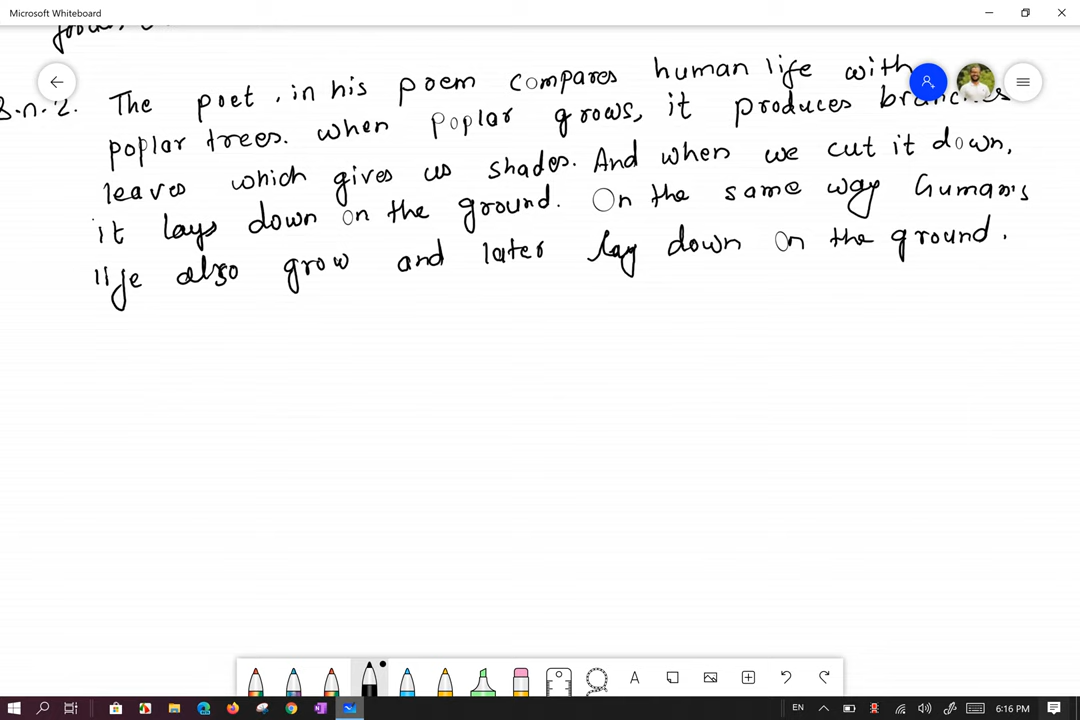 Microsoft Whiteboard
Q.n.2. The poet, in his poem compares human life with
poplar trees. when poplar grows, it produces branches
leaves which gives us shades. And when we cut it down,
it lays down on the ground. On the same way human's
life also grow and later lay down on the ground.
A
EN 6:16 PM